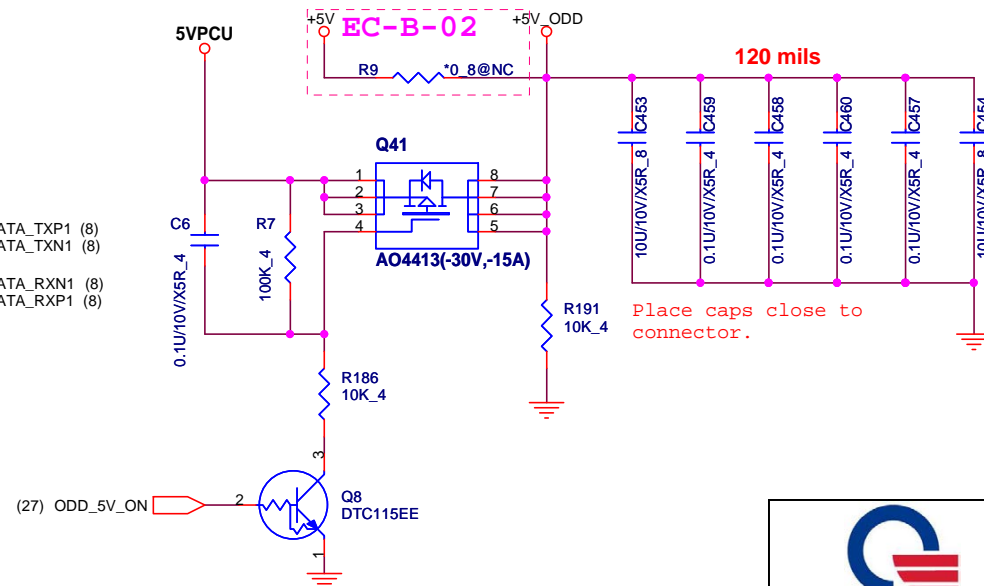 +5V
EC-B-02
+5V_ODD
5VPCU
R9
*0_8@NC
120 mils
Q41
1
2
3
4
8
7
6
5
AO4413(-30V,-15A)
C6
0.1U/10V/X5R_4
R7
100K_4
C453
10U/10V/X5R_8
C459
0.1U/10V/X5R_4
C458
0.1U/10V/X5R_4
C460
0.1U/10V/X5R_4
C457
0.1U/10V/X5R_4
C454
10U/10V/X5R_8
ATA_TXP1 (8)
ATA_TXN1 (8)
ATA_RXN1 (8)
ATA_RXP1 (8)
R191
10K_4
Place caps close to
connector.
R186
10K_4
3
(27) ODD_5V_ON
2
Q8
DTC115EE
1